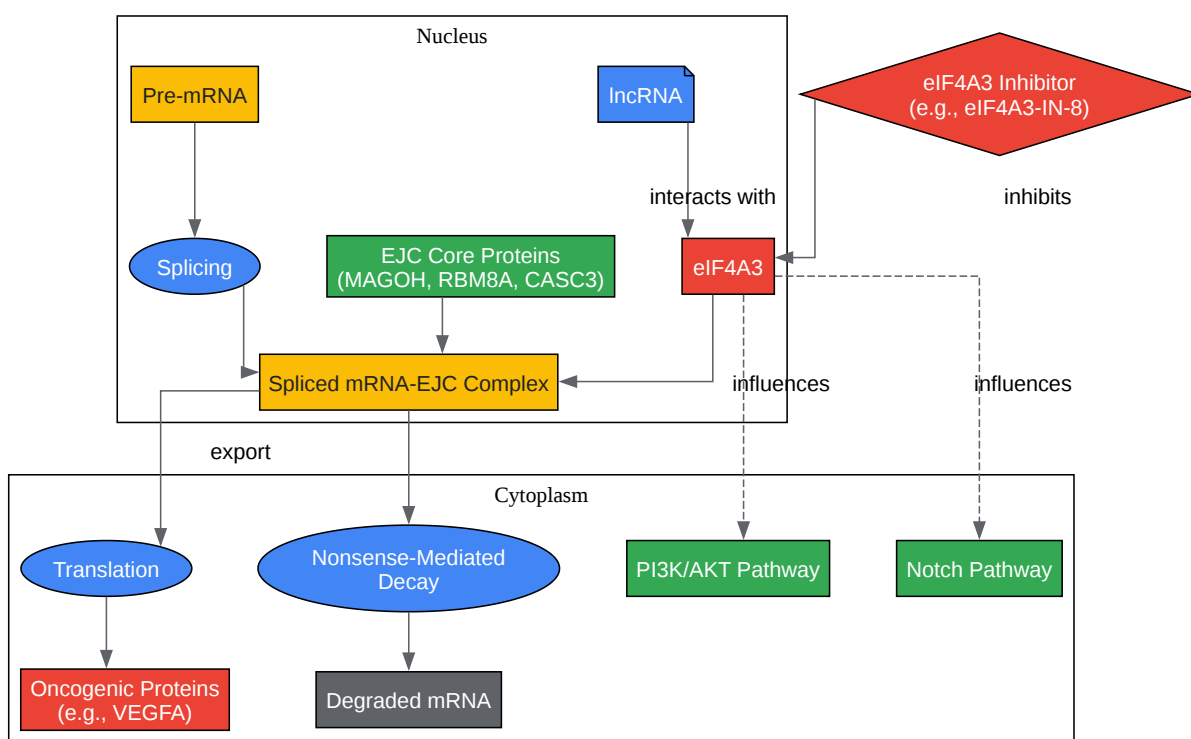 Nucleus
Pre-mRNA
lncRNA
eIF4A3 Inhibitor
(e.g., eIF4A3-IN-8)
interacts with
inhibits
Splicing
EJC Core Proteins
(MAGOH, RBM8A, CASC3)
eIF4A3
Spliced mRNA-EJC Complex
influences
influences
export
Cytoplasm
Translation
Nonsense-Mediated
Decay
PI3K/AKT Pathway
Notch Pathway
Oncogenic Proteins
(e.g., VEGFA)
Degraded mRNA